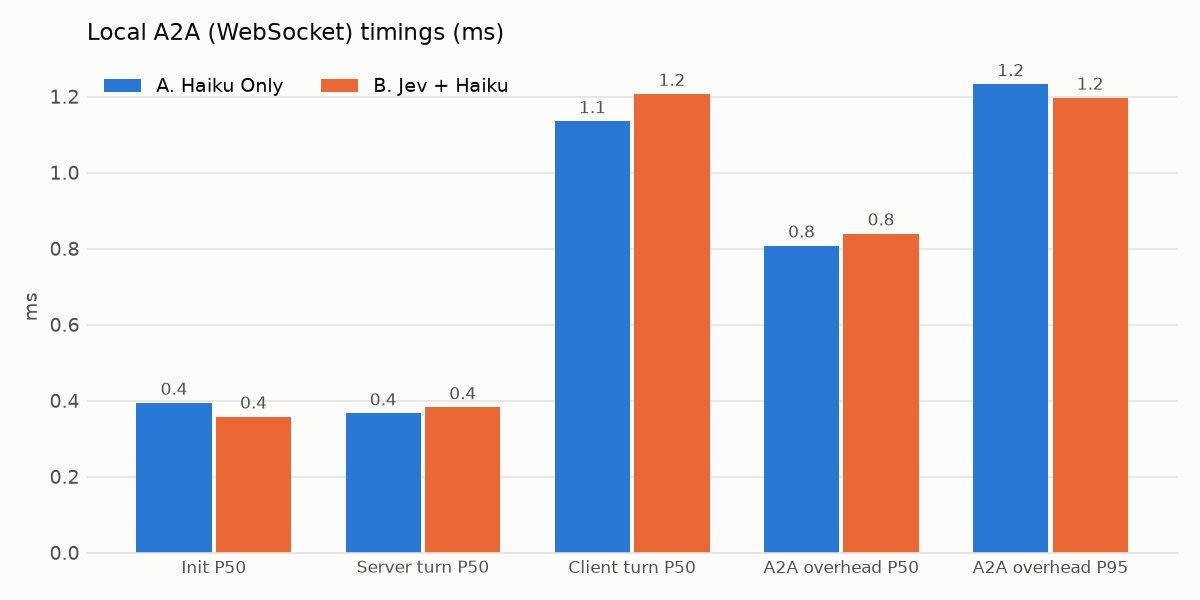 Local A2A (WebSocket) timings (ms)
A. Haiku Only
B. Jev + Haiku
ms
1.2
1.0
0.8
0.6
0.4
0.2
0.0
0.4
0.4
0.4
0.4
1.1
1.2
0.8
0.8
1.2
1.2
Init P50
Server turn P50
Client turn P50
A2A overhead P50
A2A overhead P95